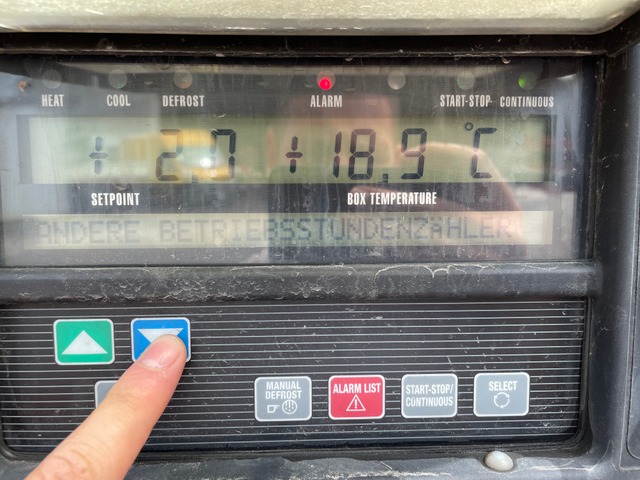 HEAT COOL DEFROST ALARM START-STOP CONTINUOUS
+ 2.0 +18.9 °C
SETPOINT BOX TEMPERATURE
ANDERE BETRIEBSSTUNDENZäHLER
MANUAL DEFROST
ALARM LIST
START-STOP/
CONTINUOUS
SELECT